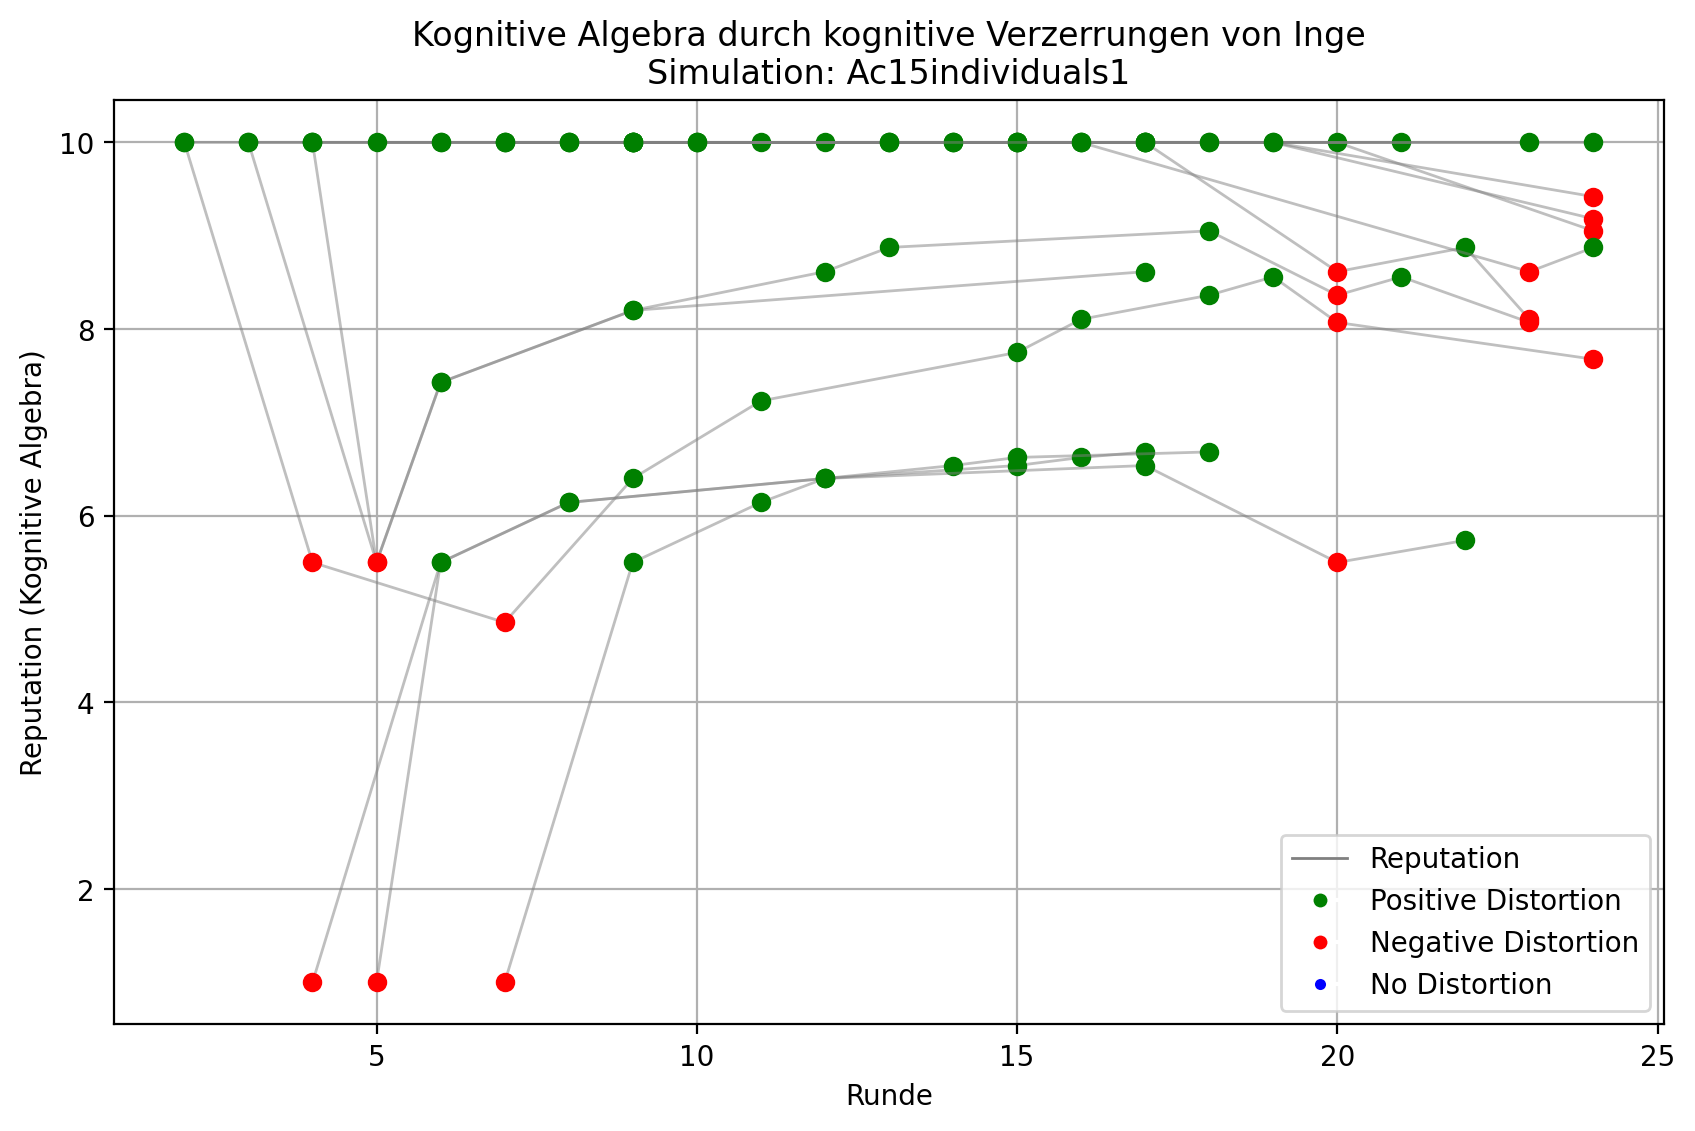 Kognitive Algebra durch kognitive Verzerrungen von Inge
Simulation: Ac15individuals1
Reputation (Kognitive Algebra)
10
8
6
4
2
5
10
15
20
25
Runde
Reputation
Positive Distortion
Negative Distortion
No Distortion